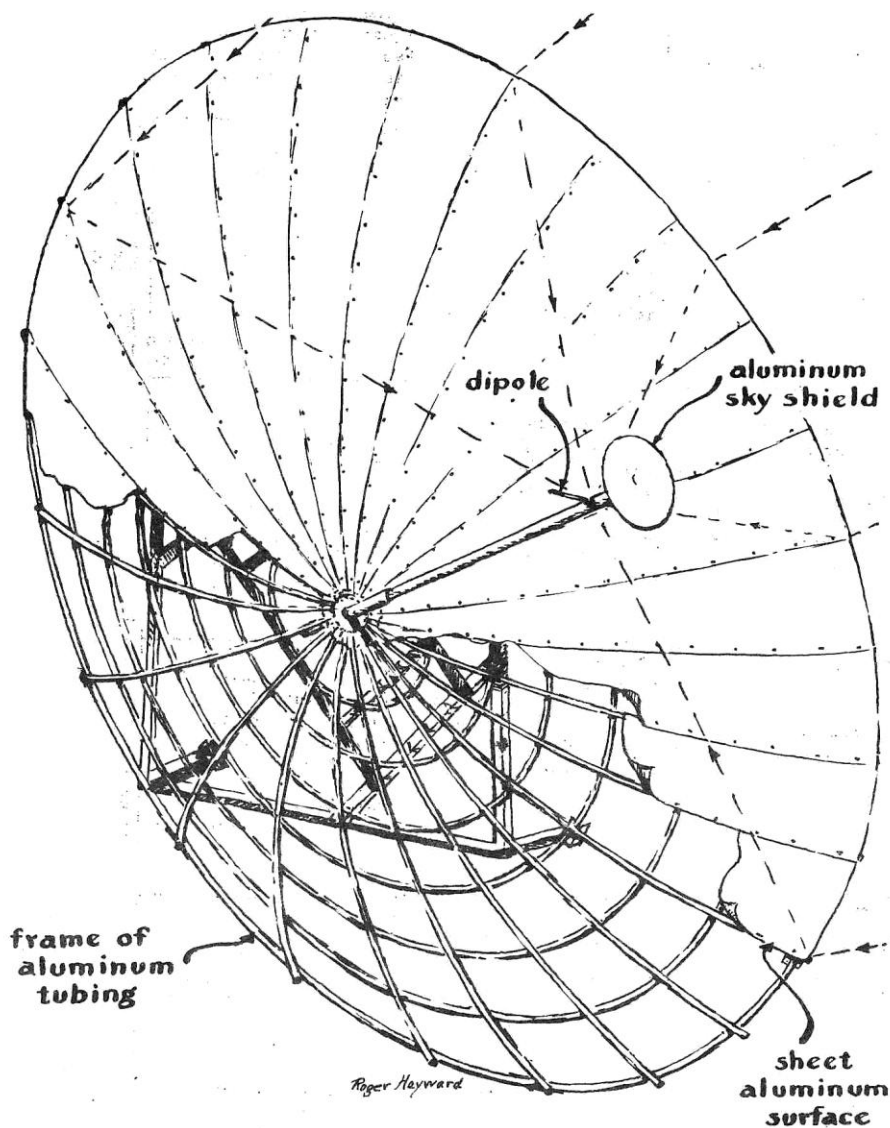 dipole
aluminum
sky shield
frame of
aluminum
tubing
Roger Hayward
sheet
aluminum
surface